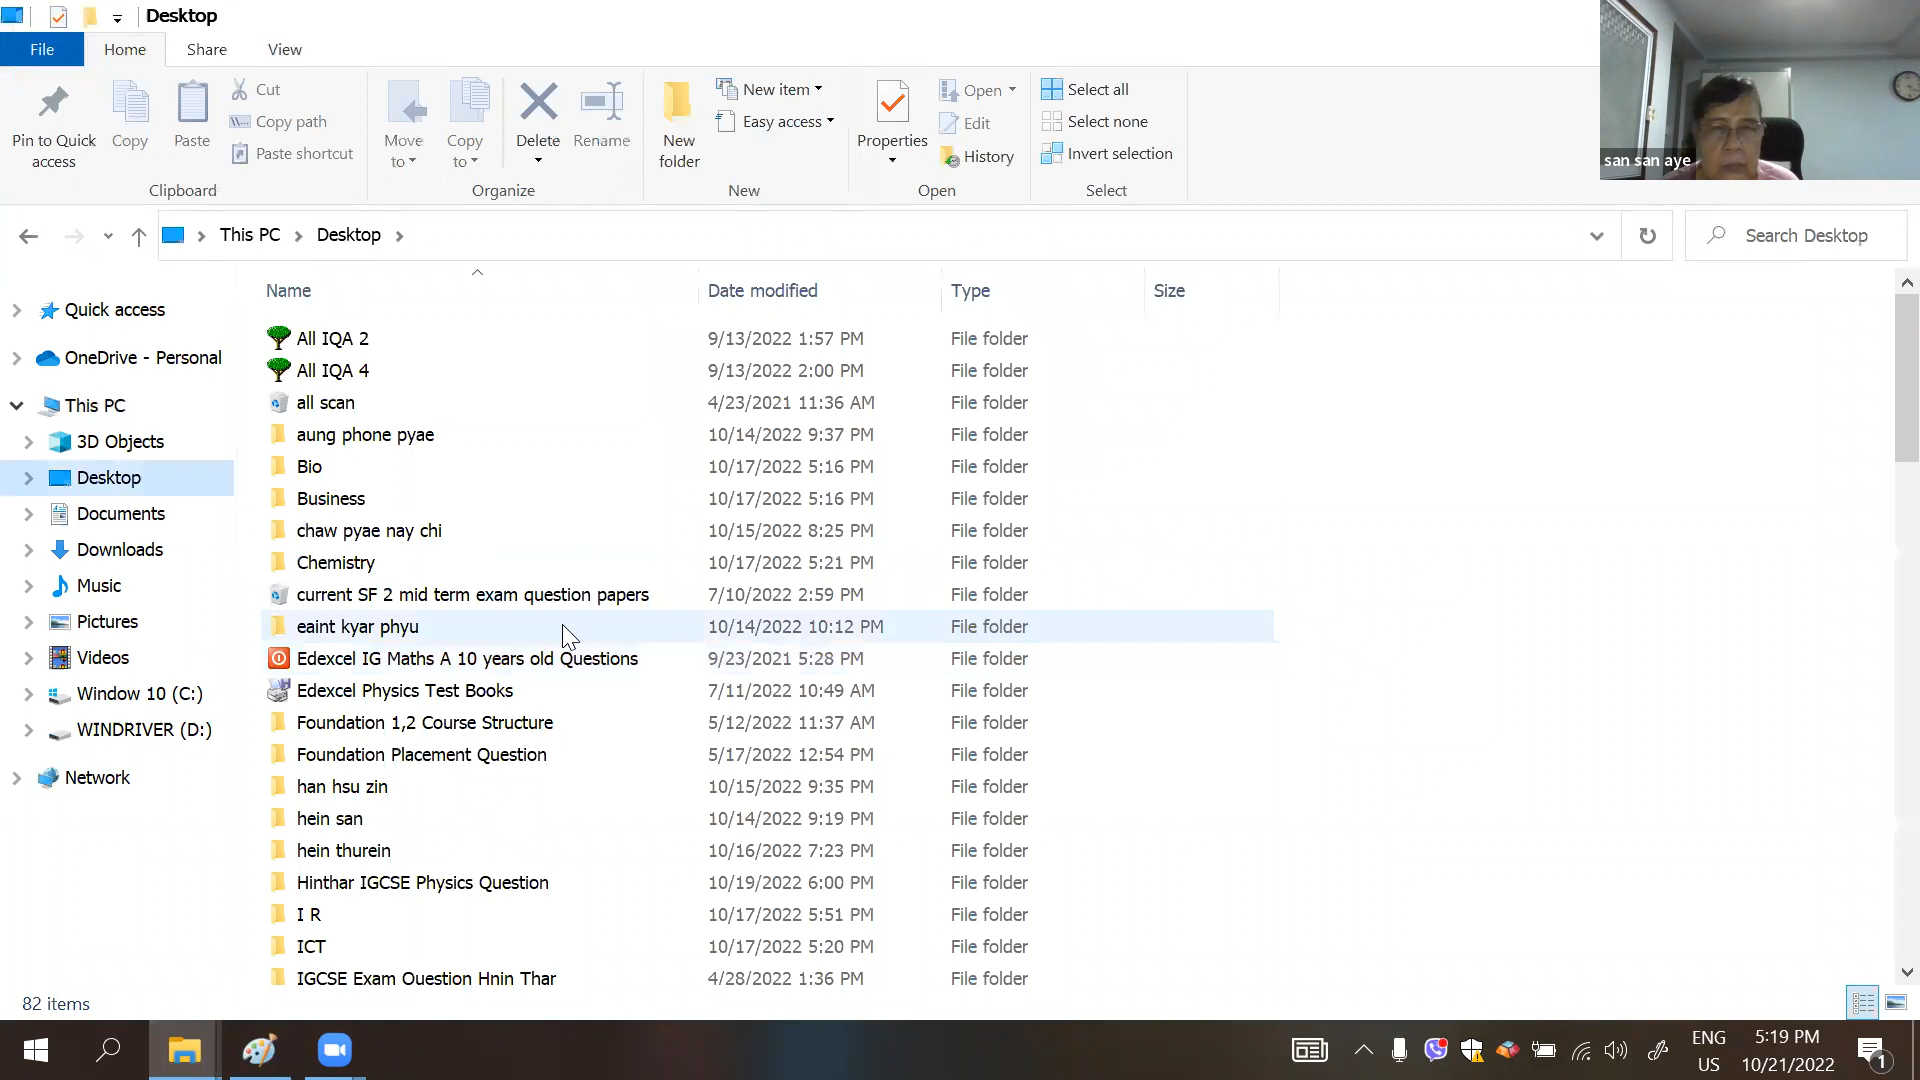 Desktop
File Home Share View
Pin to Quick access
Copy
Paste
Cut
Copy path
Paste shortcut
Clipboard
Move to
Copy to
Delete
Rename
Organize
New folder
New item
Easy access
New
Properties
Open
Edit
History
Open
Select all
Select none
Invert selection
Select
san san aye
This PC Desktop
Search Desktop
Quick access
OneDrive - Personal
This PC
3D Objects
Desktop
Documents
Downloads
Music
Pictures
Videos
Window 10 (C:)
WINDRIVER (D:)
Network
Name Date modified Type Size
All IQA 2 9/13/2022 1:57 PM File folder
All IQA 4 9/13/2022 2:00 PM File folder
all scan 4/23/2021 11:36 AM File folder
aung phone pyae 10/14/2022 9:37 PM File folder
Bio 10/17/2022 5:16 PM File folder
Business 10/17/2022 5:16 PM File folder
chaw pyae nay chi 10/15/2022 8:25 PM File folder
Chemistry 10/17/2022 5:21 PM File folder
current SF 2 mid term exam question papers 7/10/2022 2:59 PM File folder
eaint kyar phyu 10/14/2022 10:12 PM File folder
Edexcel IG Maths A 10 years old Questions 9/23/2021 5:28 PM File folder
Edexcel Physics Test Books 7/11/2022 10:49 AM File folder
Foundation 1,2 Course Structure 5/12/2022 11:37 AM File folder
Foundation Placement Question 5/17/2022 12:54 PM File folder
han hsu zin 10/15/2022 9:35 PM File folder
hein san 10/14/2022 9:19 PM File folder
hein thurein 10/16/2022 7:23 PM File folder
Hinthar IGCSE Physics Question 10/19/2022 6:00 PM File folder
I R 10/17/2022 5:51 PM File folder
ICT 10/17/2022 5:20 PM File folder
IGCSE Exam Question Hnin Thar 4/28/2022 1:36 PM File folder
82 items
ENG
US
5:19 PM
10/21/2022
1